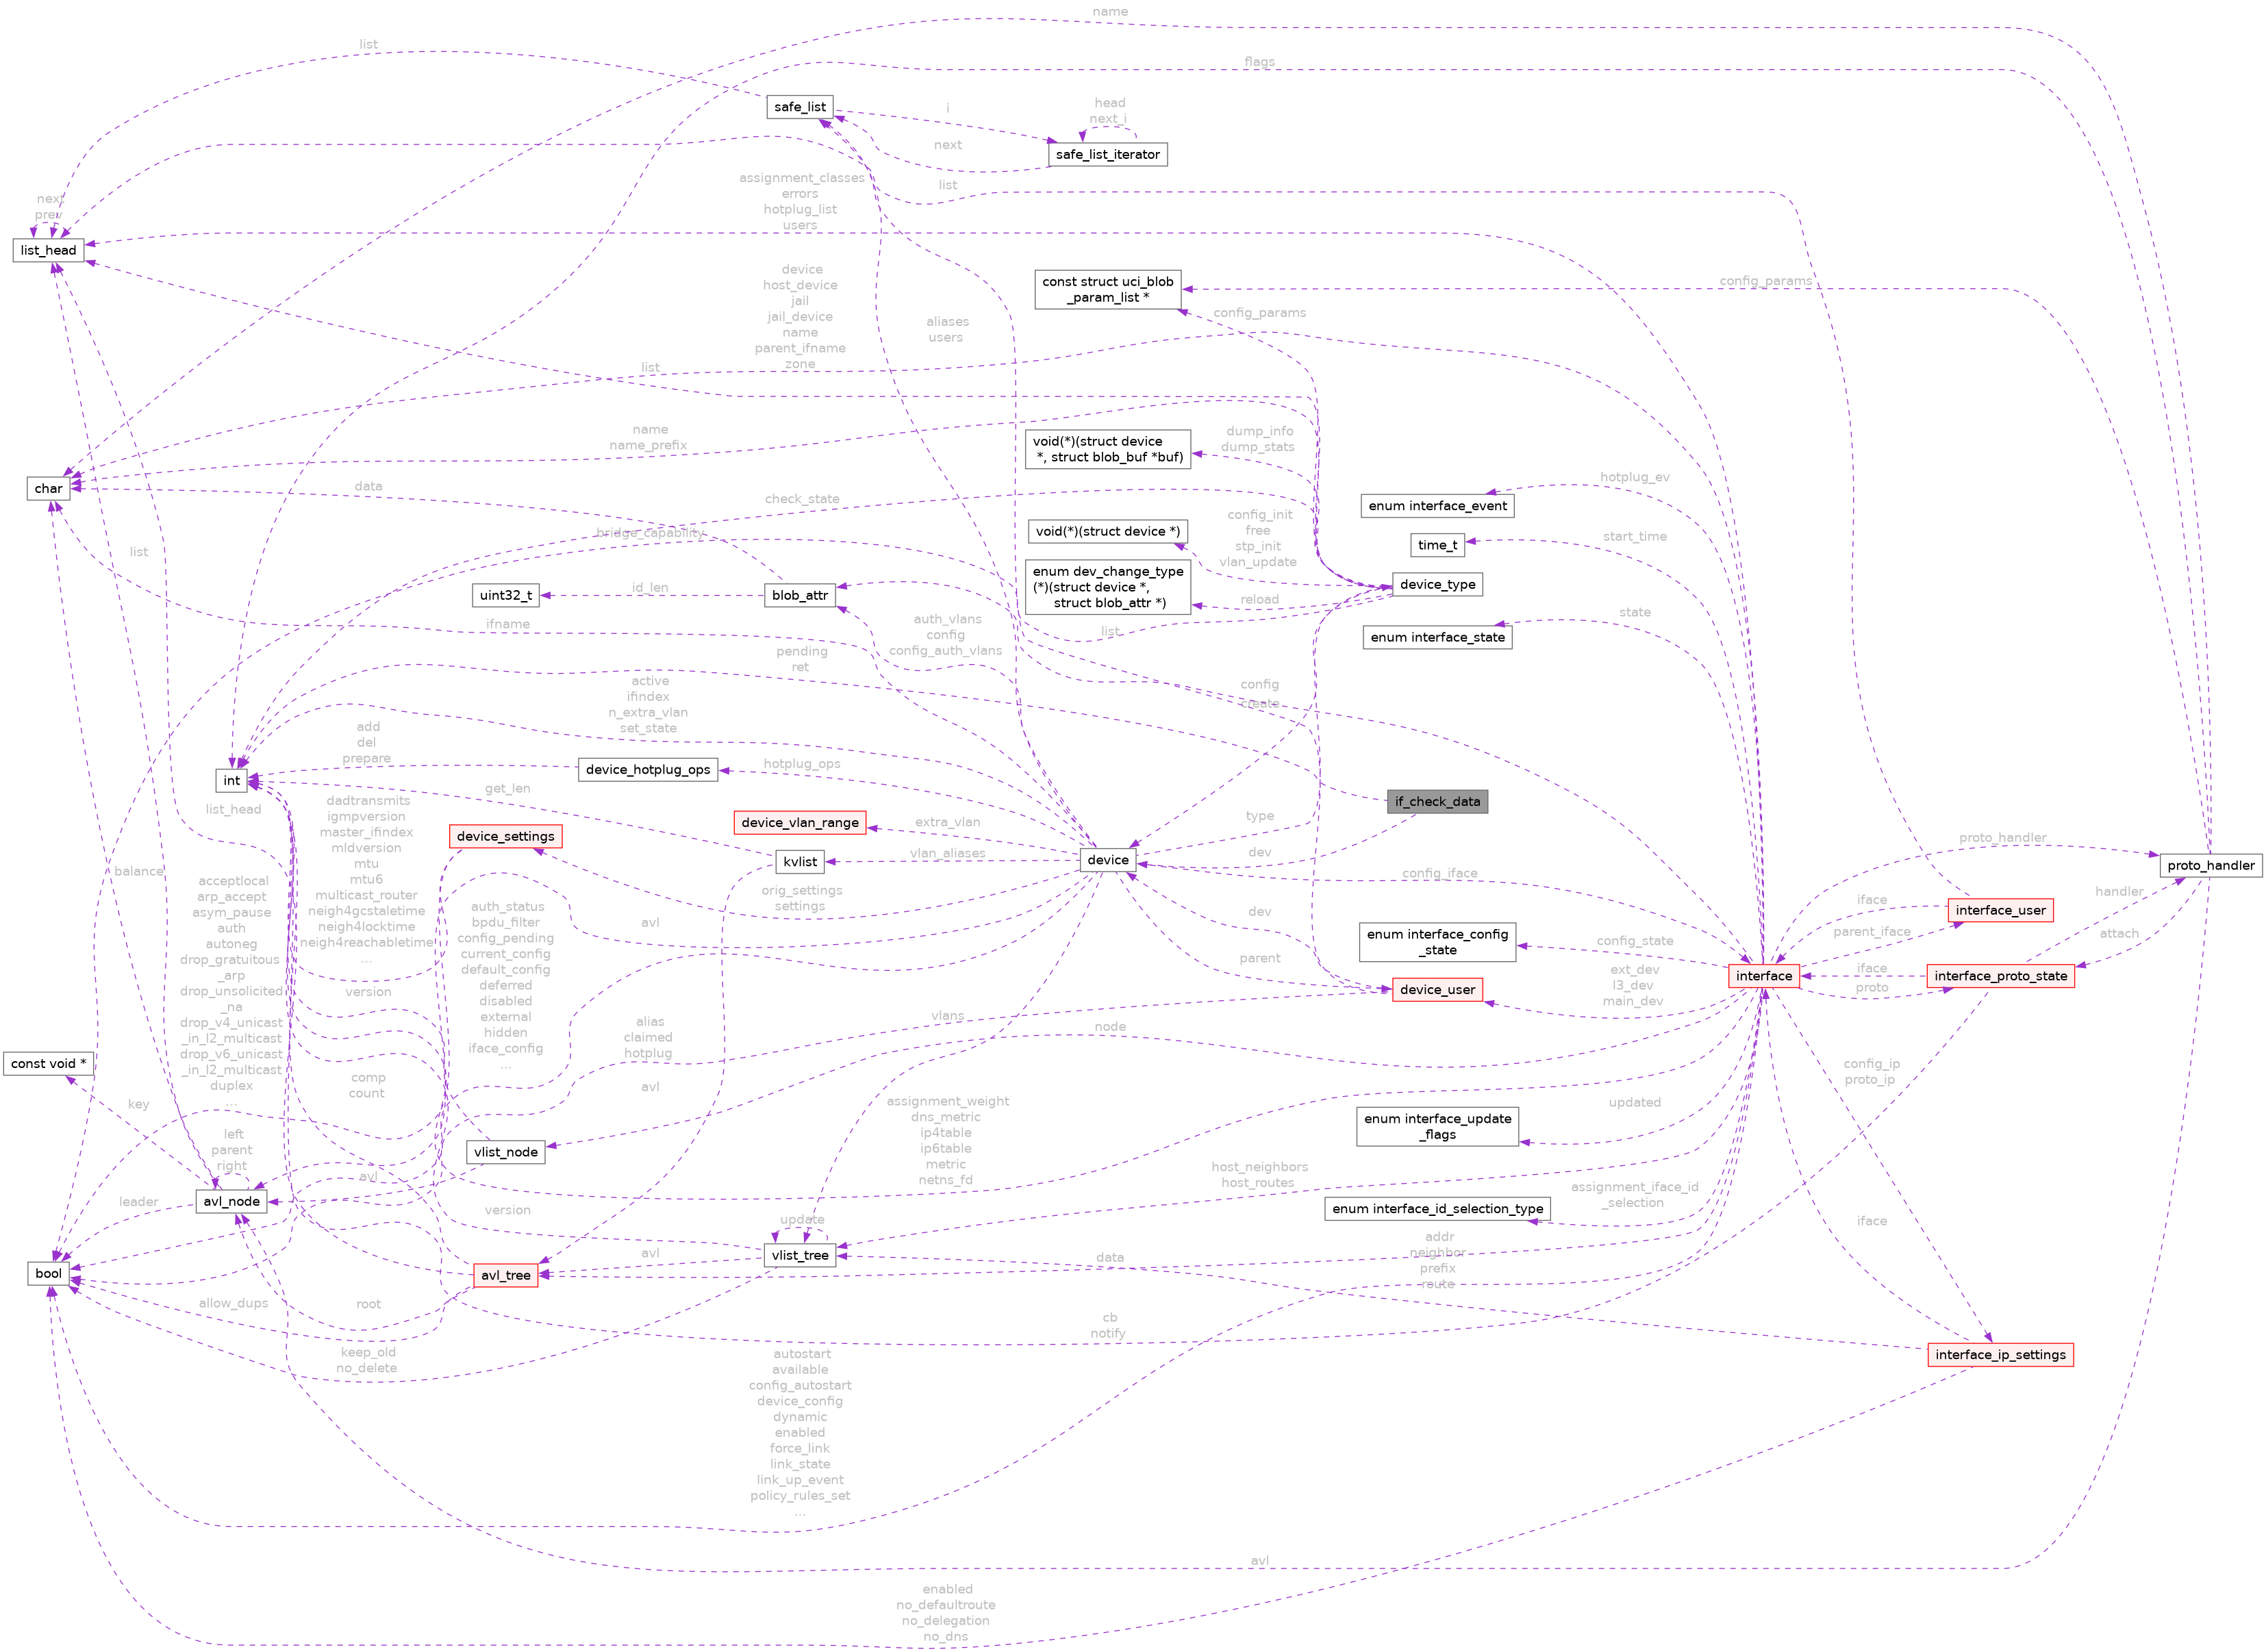 name
list
flags
safe_list
i
head
next_i
next
safe_list_iterator
assignment_classes
errors
hotplug_list
users
list
next
prev
list_head
device
host_device
jail
jail_device
name
parent_ifname
zone
aliases
users
const struct uci_blob
_param_list *
config_params
config_params
list
name
name_prefix
void(*)(struct device
*, struct blob_buf *buf)
dump_info
dump_stats
char
data
check_state
hotplug_ev
enum interface_event
bridge_capability
list
void(*)(struct device *)
config_init
free
stp_init
vlan_update
time_t
start_time
uint32_t
id_len
blob_attr
enum dev_change_type
(*)(struct device *,
struct blob_attr *)
reload
device_type
ifname
auth_vlans
config
config_auth_vlans
list
enum interface_state
state
pending
ret
active
ifindex
n_extra_vlan
set_state
config
create
add
del
prepare
int
device_hotplug_ops
hotplug_ops
get_len
list_head
dadtransmits
igmpversion
master_ifindex
mldversion
mtu
mtu6
multicast_router
neigh4gcstaletime
neigh4locktime
neigh4reachabletime
...
device_settings
device_vlan_range
extra_vlan
type
if_check_data
kvlist
vlan_aliases
device
dev
proto_handler
proto_handler
balance
orig_settings
settings
config_iface
acceptlocal
arp_accept
asym_pause
auth
autoneg
drop_gratuitous
_arp
drop_unsolicited
_na
drop_v4_unicast
_in_l2_multicast
drop_v6_unicast
_in_l2_multicast
duplex
...
auth_status
bpdu_filter
config_pending
current_config
default_config
deferred
disabled
external
hidden
iface_config
...
avl
dev
iface
handler
interface_user
parent_iface
attach
enum interface_config
_state
config_state
parent
interface
iface
proto
interface_proto_state
version
device_user
ext_dev
l3_dev
main_dev
vlans
node
alias
claimed
hotplug
const void *
key
comp
count
avl
assignment_weight
dns_metric
ip4table
ip6table
metric
netns_fd
config_ip
proto_ip
enum interface_update
_flags
updated
left
parent
right
vlist_node
avl
host_neighbors
host_routes
avl_node
leader
version
update
enum interface_id_selection_type
assignment_iface_id
_selection
iface
bool
avl_tree
avl
vlist_tree
data
addr
neighbor
prefix
route
allow_dups
root
cb
notify
keep_old
no_delete
interface_ip_settings
autostart
available
config_autostart
device_config
dynamic
enabled
force_link
link_state
link_up_event
policy_rules_set
...
avl
enabled
no_defaultroute
no_delegation
no_dns